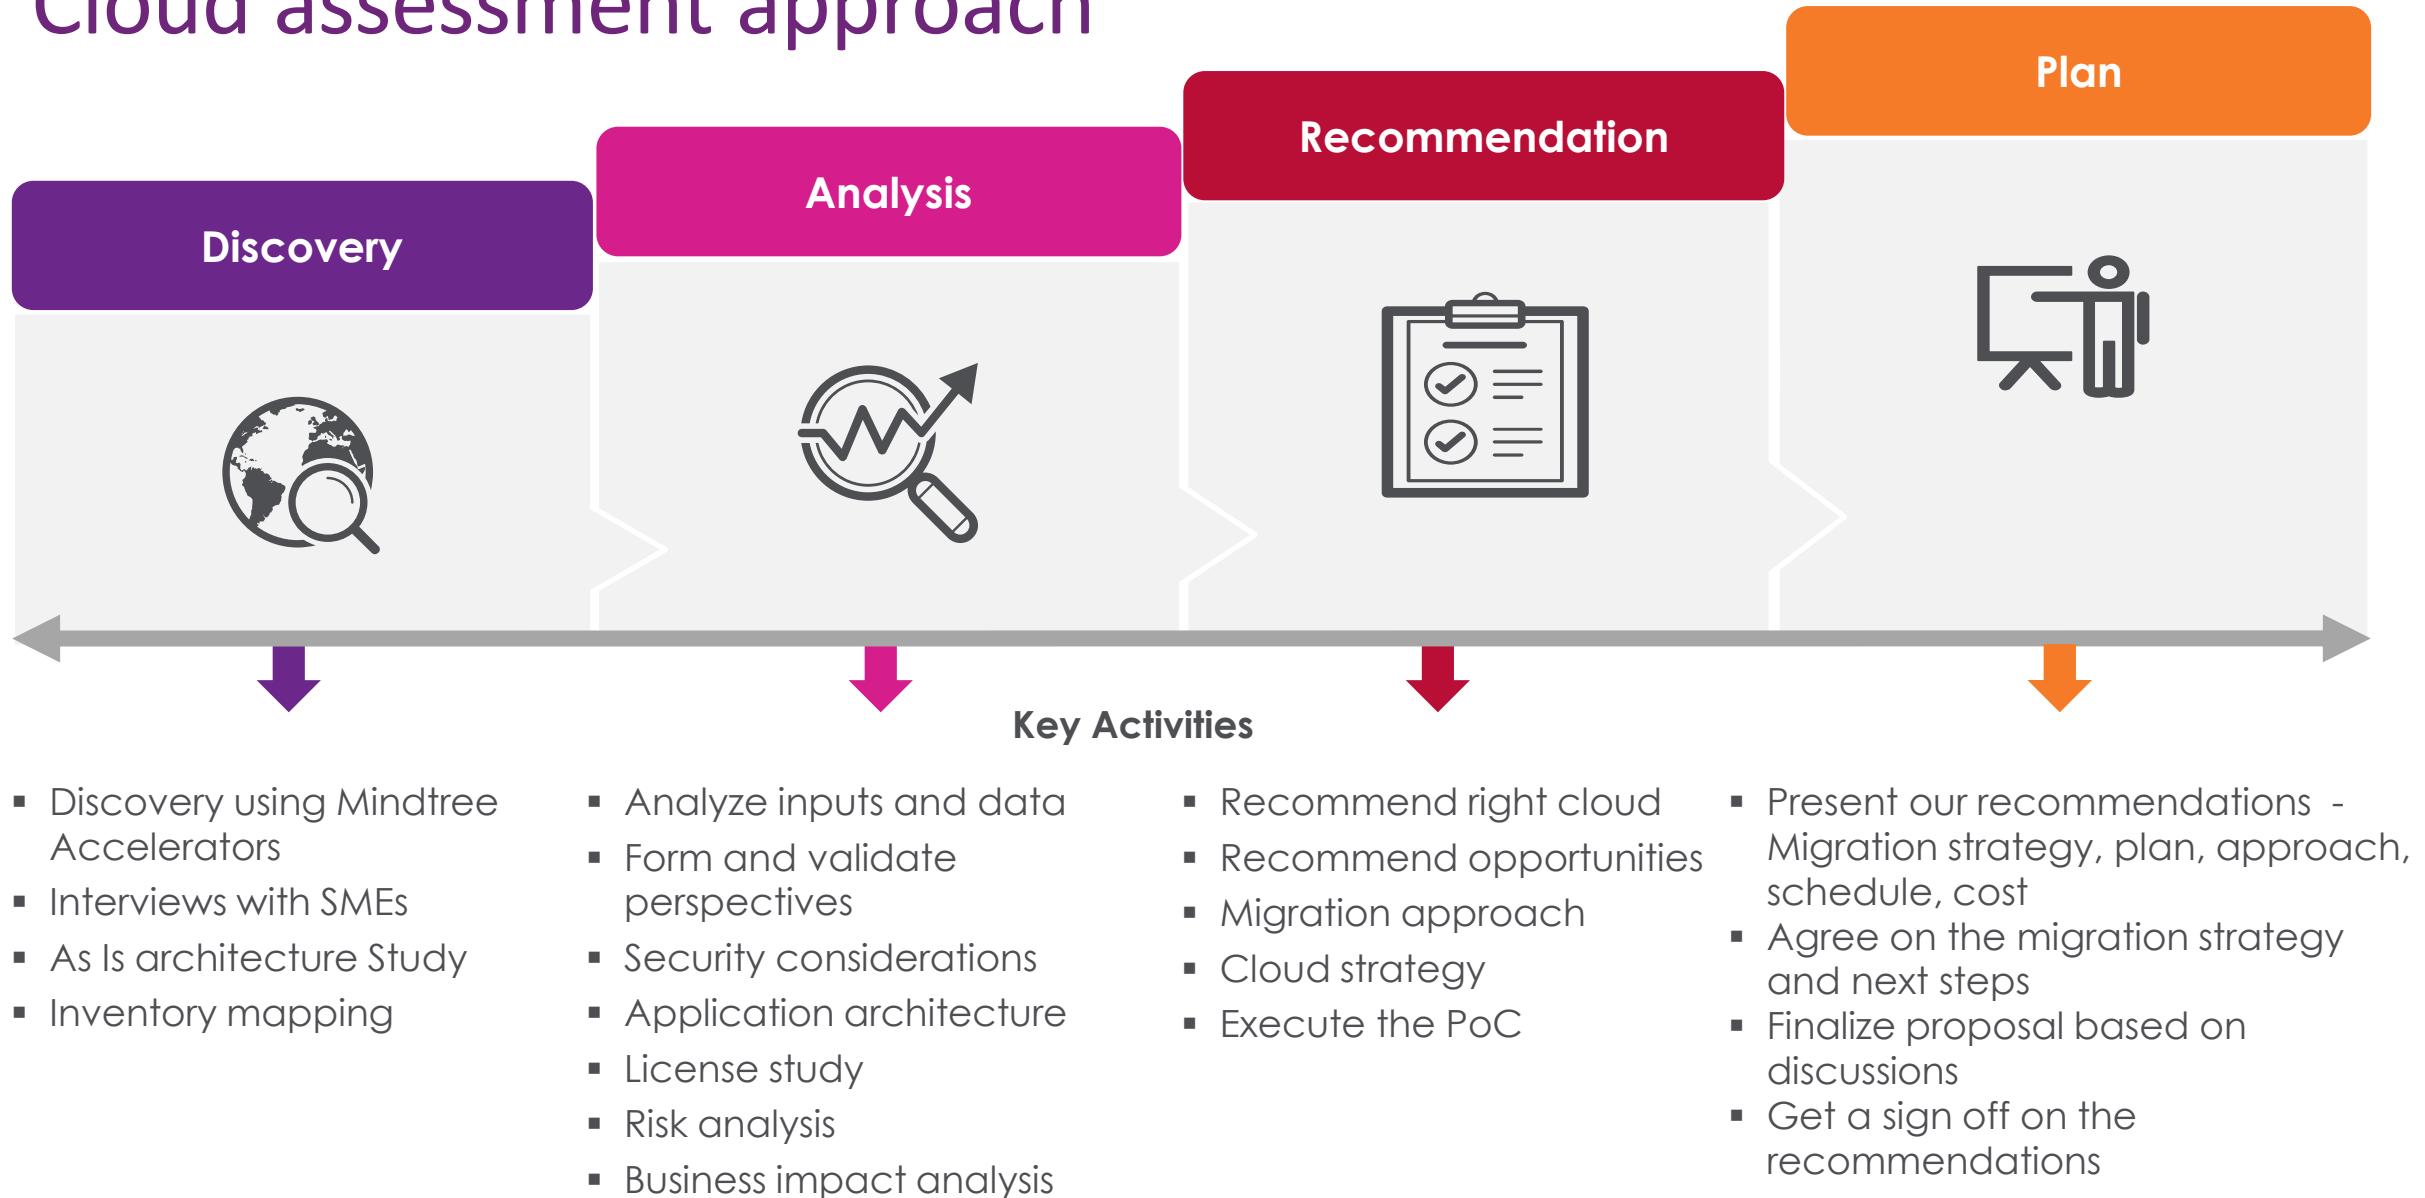 Cloud assessment approach
Plan
Recommendation
Analysis
Discovery
Key Activities
▪ Discovery using Mindtree
Accelerators
▪ Interviews with SMEs
▪ As Is architecture Study
▪ Inventory mapping
▪ Analyze inputs and data
▪ Form and validate
perspectives
▪ Security considerations
▪ Application architecture
▪ License study
▪ Risk analysis
▪ Business impact analysis
▪ Recommend right cloud
▪ Recommend opportunities
▪ Migration approach
▪ Cloud strategy
▪ Execute the PoC
▪ Present our recommendations -
Migration strategy, plan, approach,
schedule, cost
▪ Agree on the migration strategy
and next steps
▪ Finalize proposal based on
discussions
▪ Get a sign off on the
recommendations